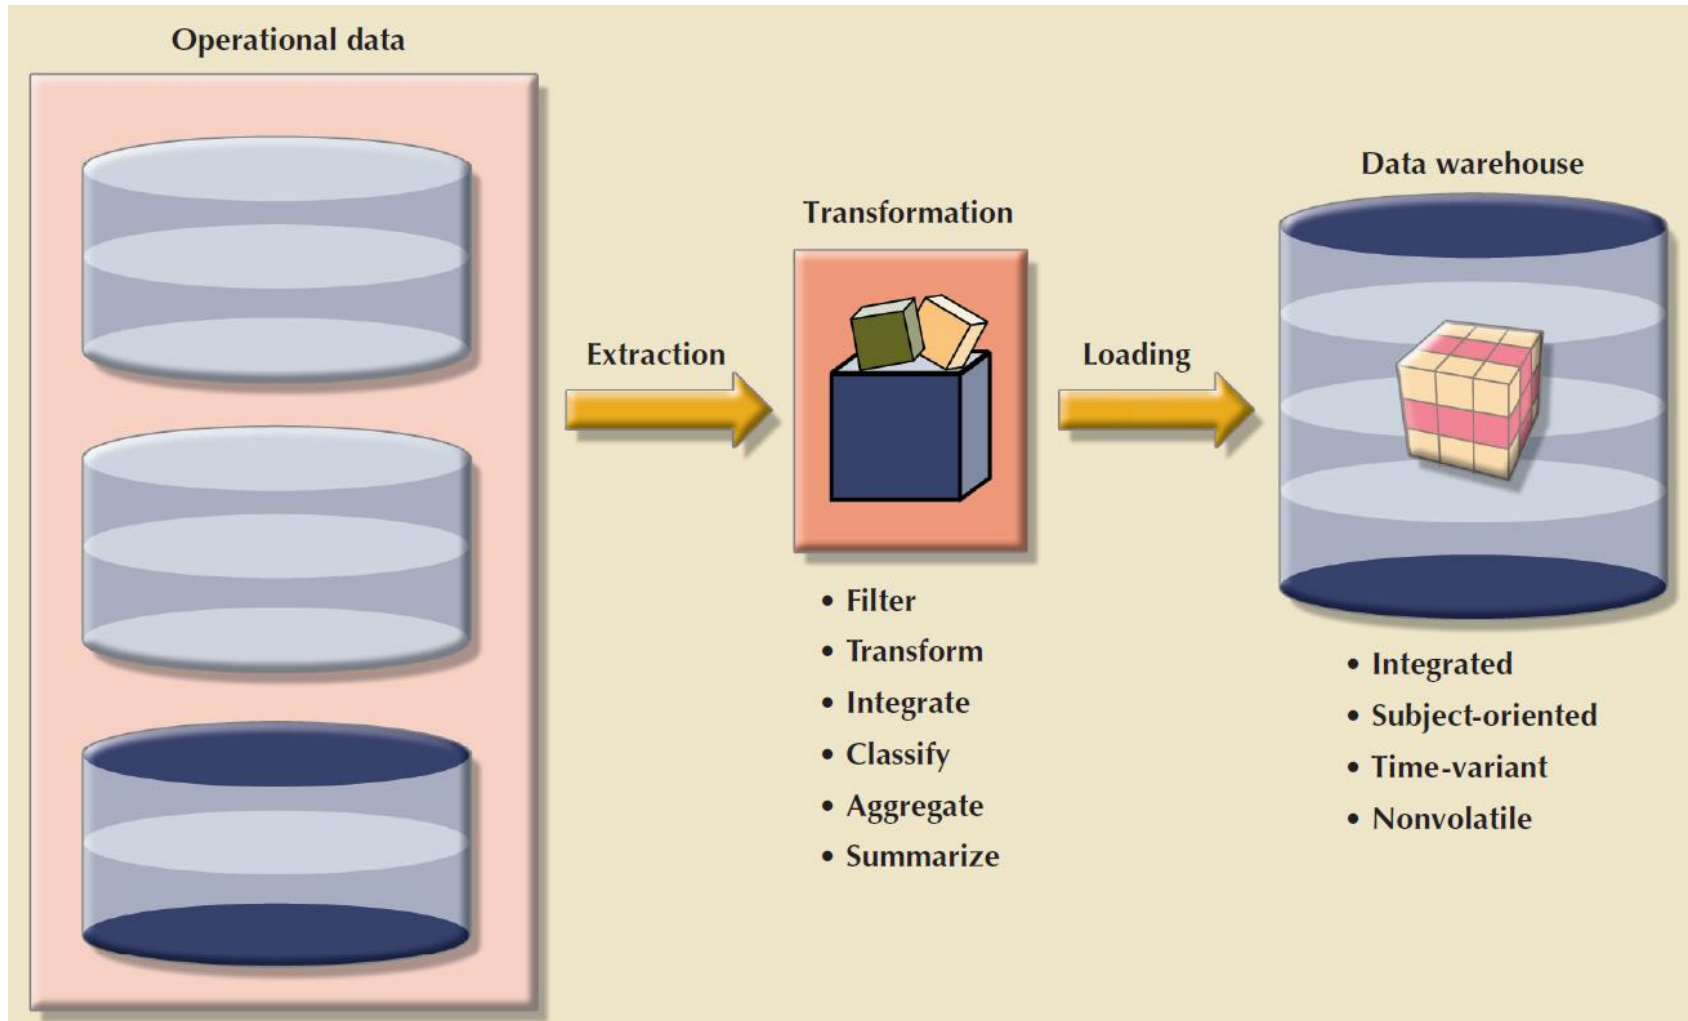 Operational data
Extraction
Transformation
• Filter
• Transform
• Integrate
• Classify
• Aggregate
• Summarize
Loading
Data warehouse
• Integrated
• Subject-oriented
• Time-variant
• Nonvolatile